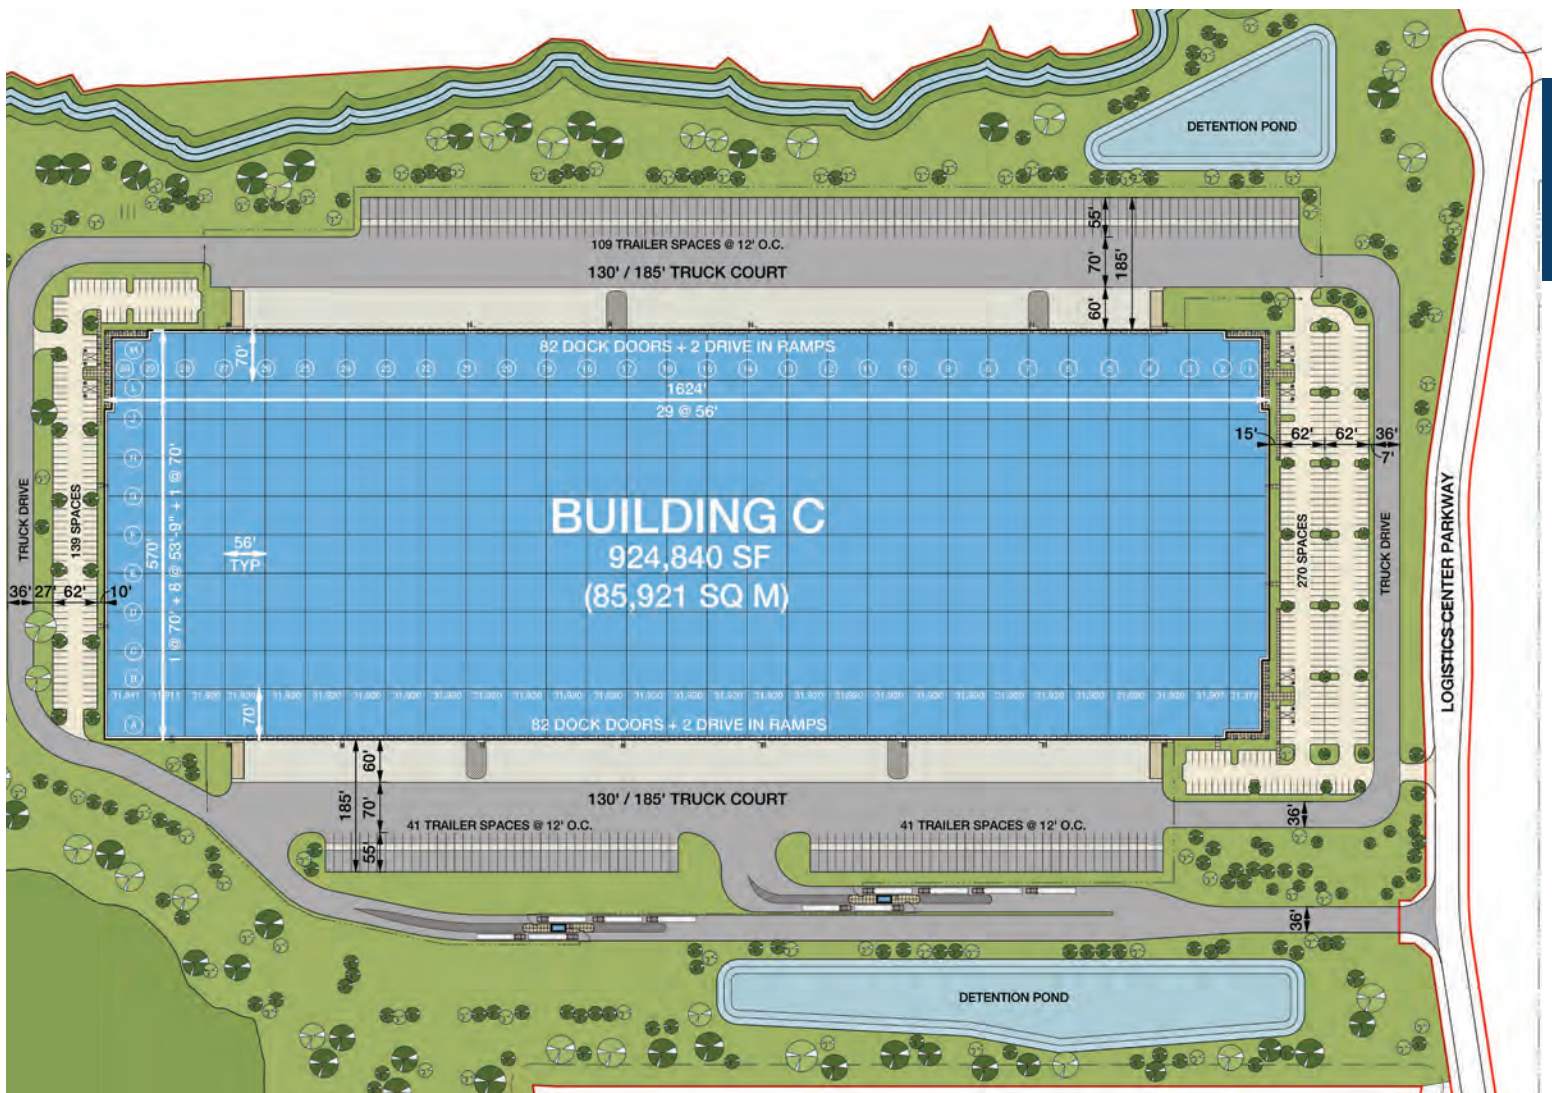 DETENTION POND
55'
109 TRAILER SPACES @ 12' O.C.
70'
185'
130' / 185' TRUCK COURT
60'
82 DOCK DOORS + 2 DRIVE IN RAMPS
70'
1624'
29 @ 56'
15'
62'
62'
36'
7'
TRUCK DRIVE
139 SPACES
570'
1 @ 70' + 8 @ 53'-9" + 1 @ 70'
56'
TYP
BUILDING C
924,840 SF
(85,921 SQ M)
270 SPACES
TRUCK DRIVE
LOGISTICS CENTER PARKWAY
36'
27'
62'
10'
70'
82 DOCK DOORS + 2 DRIVE IN RAMPS
60'
185'
70'
130' / 185' TRUCK COURT
36'
41 TRAILER SPACES @ 12' O.C.
41 TRAILER SPACES @ 12' O.C.
55'
36'
DETENTION POND